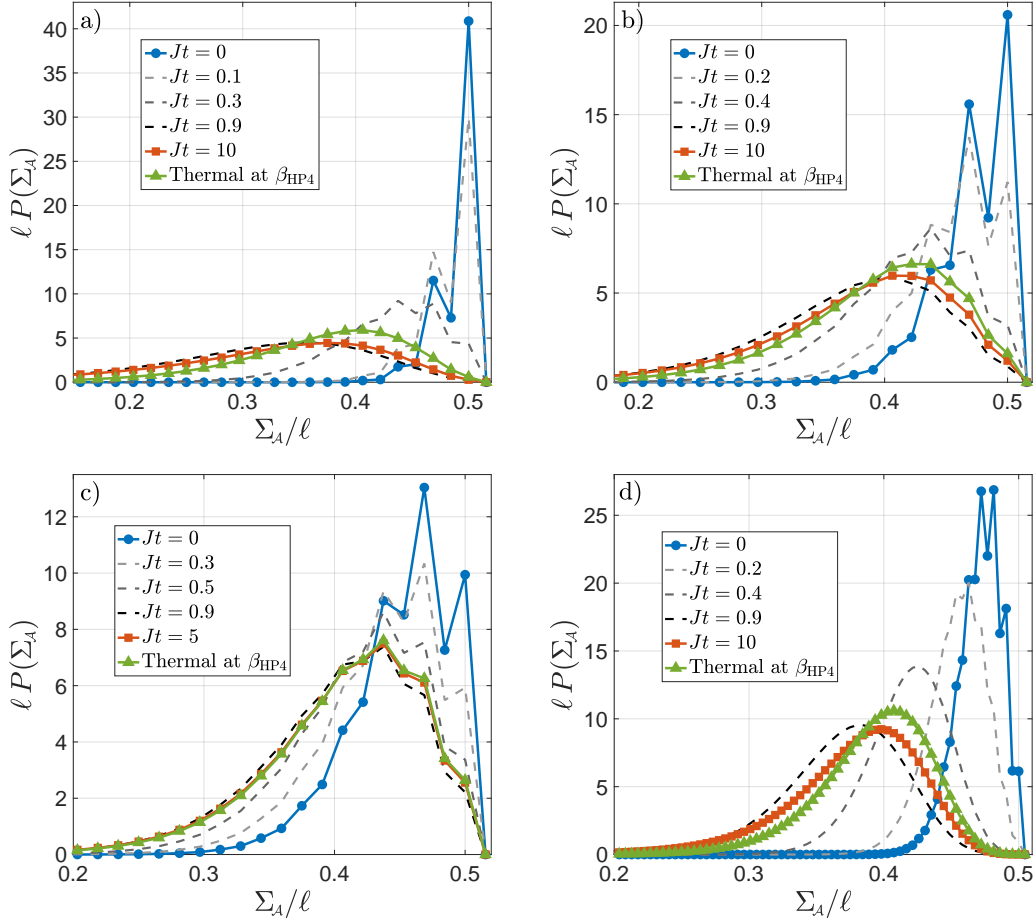 a)
ℓ P(Σ_A)
40
35
30
25
20
15
10
5
0
Jt = 0
Jt = 0.1
Jt = 0.3
Jt = 0.9
Jt = 10
Thermal at β_HP4
0.2 0.3 0.4 0.5
Σ_A/ℓ
b)
ℓ P(Σ_A)
20
15
10
5
0
Jt = 0
Jt = 0.2
Jt = 0.4
Jt = 0.9
Jt = 10
Thermal at β_HP4
0.2 0.3 0.4 0.5
Σ_A/ℓ
c)
ℓ P(Σ_A)
12
10
8
6
4
2
0
Jt = 0
Jt = 0.3
Jt = 0.5
Jt = 0.9
Jt = 5
Thermal at β_HP4
0.2 0.3 0.4 0.5
Σ_A/ℓ
d)
ℓ P(Σ_A)
25
20
15
10
5
0
Jt = 0
Jt = 0.2
Jt = 0.4
Jt = 0.9
Jt = 10
Thermal at β_HP4
0.2 0.3 0.4 0.5
Σ_A/ℓ